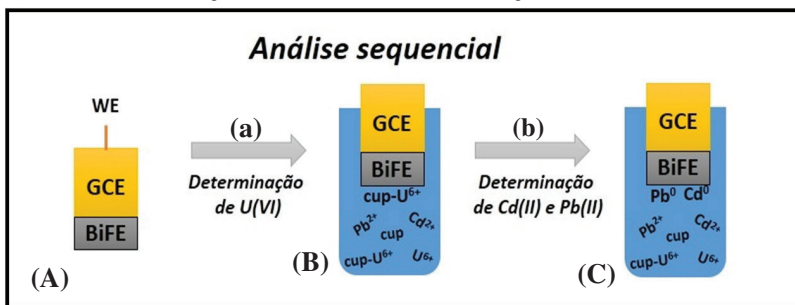 Análise sequencial
WE
GCE
BiFE
(A)
(a)
Determinação
de U(VI)
GCE
BiFE
cup-U⁶⁺
Pb²⁺
Cd²⁺
cup
cup-U⁶⁺
U⁶⁺
(B)
(b)
Determinação
de Cd(II) e Pb(II)
GCE
BiFE
Pb⁰ Cd⁰
Pb²⁺
Cd²⁺
cup
cup-U⁶⁺
U⁶⁺
(C)